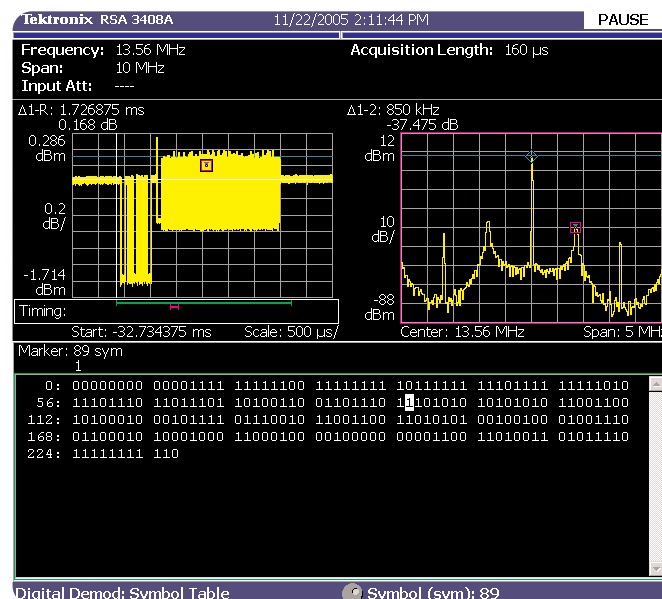 Tektronix RSA 3408A 11/22/2005 2:11:44 PM PAUSE
Frequency: 13.56 MHz Acquisition Length: 160 µs
Span: 10 MHz
Input Att: ----
Δ1-R: 1.726875 ms Δ1-2: 850 kHz
0.168 dB -37.475 dB
0.286 12
dBm dBm
0.2 10
dB/ dB/
-1.714 -88
dBm dBm
Timing:
Start: -32.734375 ms Scale: 500 µs/ Center: 13.56 MHz Span: 5 MH
Marker: 89 sym
1
0: 00000000 00001111 11111100 11111111 10111111 11101111 11111010
56: 11101101 11011101 10100110 01101110 11101010 10101010 11001100
112: 10100010 00101111 01110010 11001100 11010101 00100100 01001110
168: 01100010 10001000 11000100 00100000 00001100 11010011 01011110
224: 11111111 110
Digital Demod: Symbol Table Symbol (sym): 89